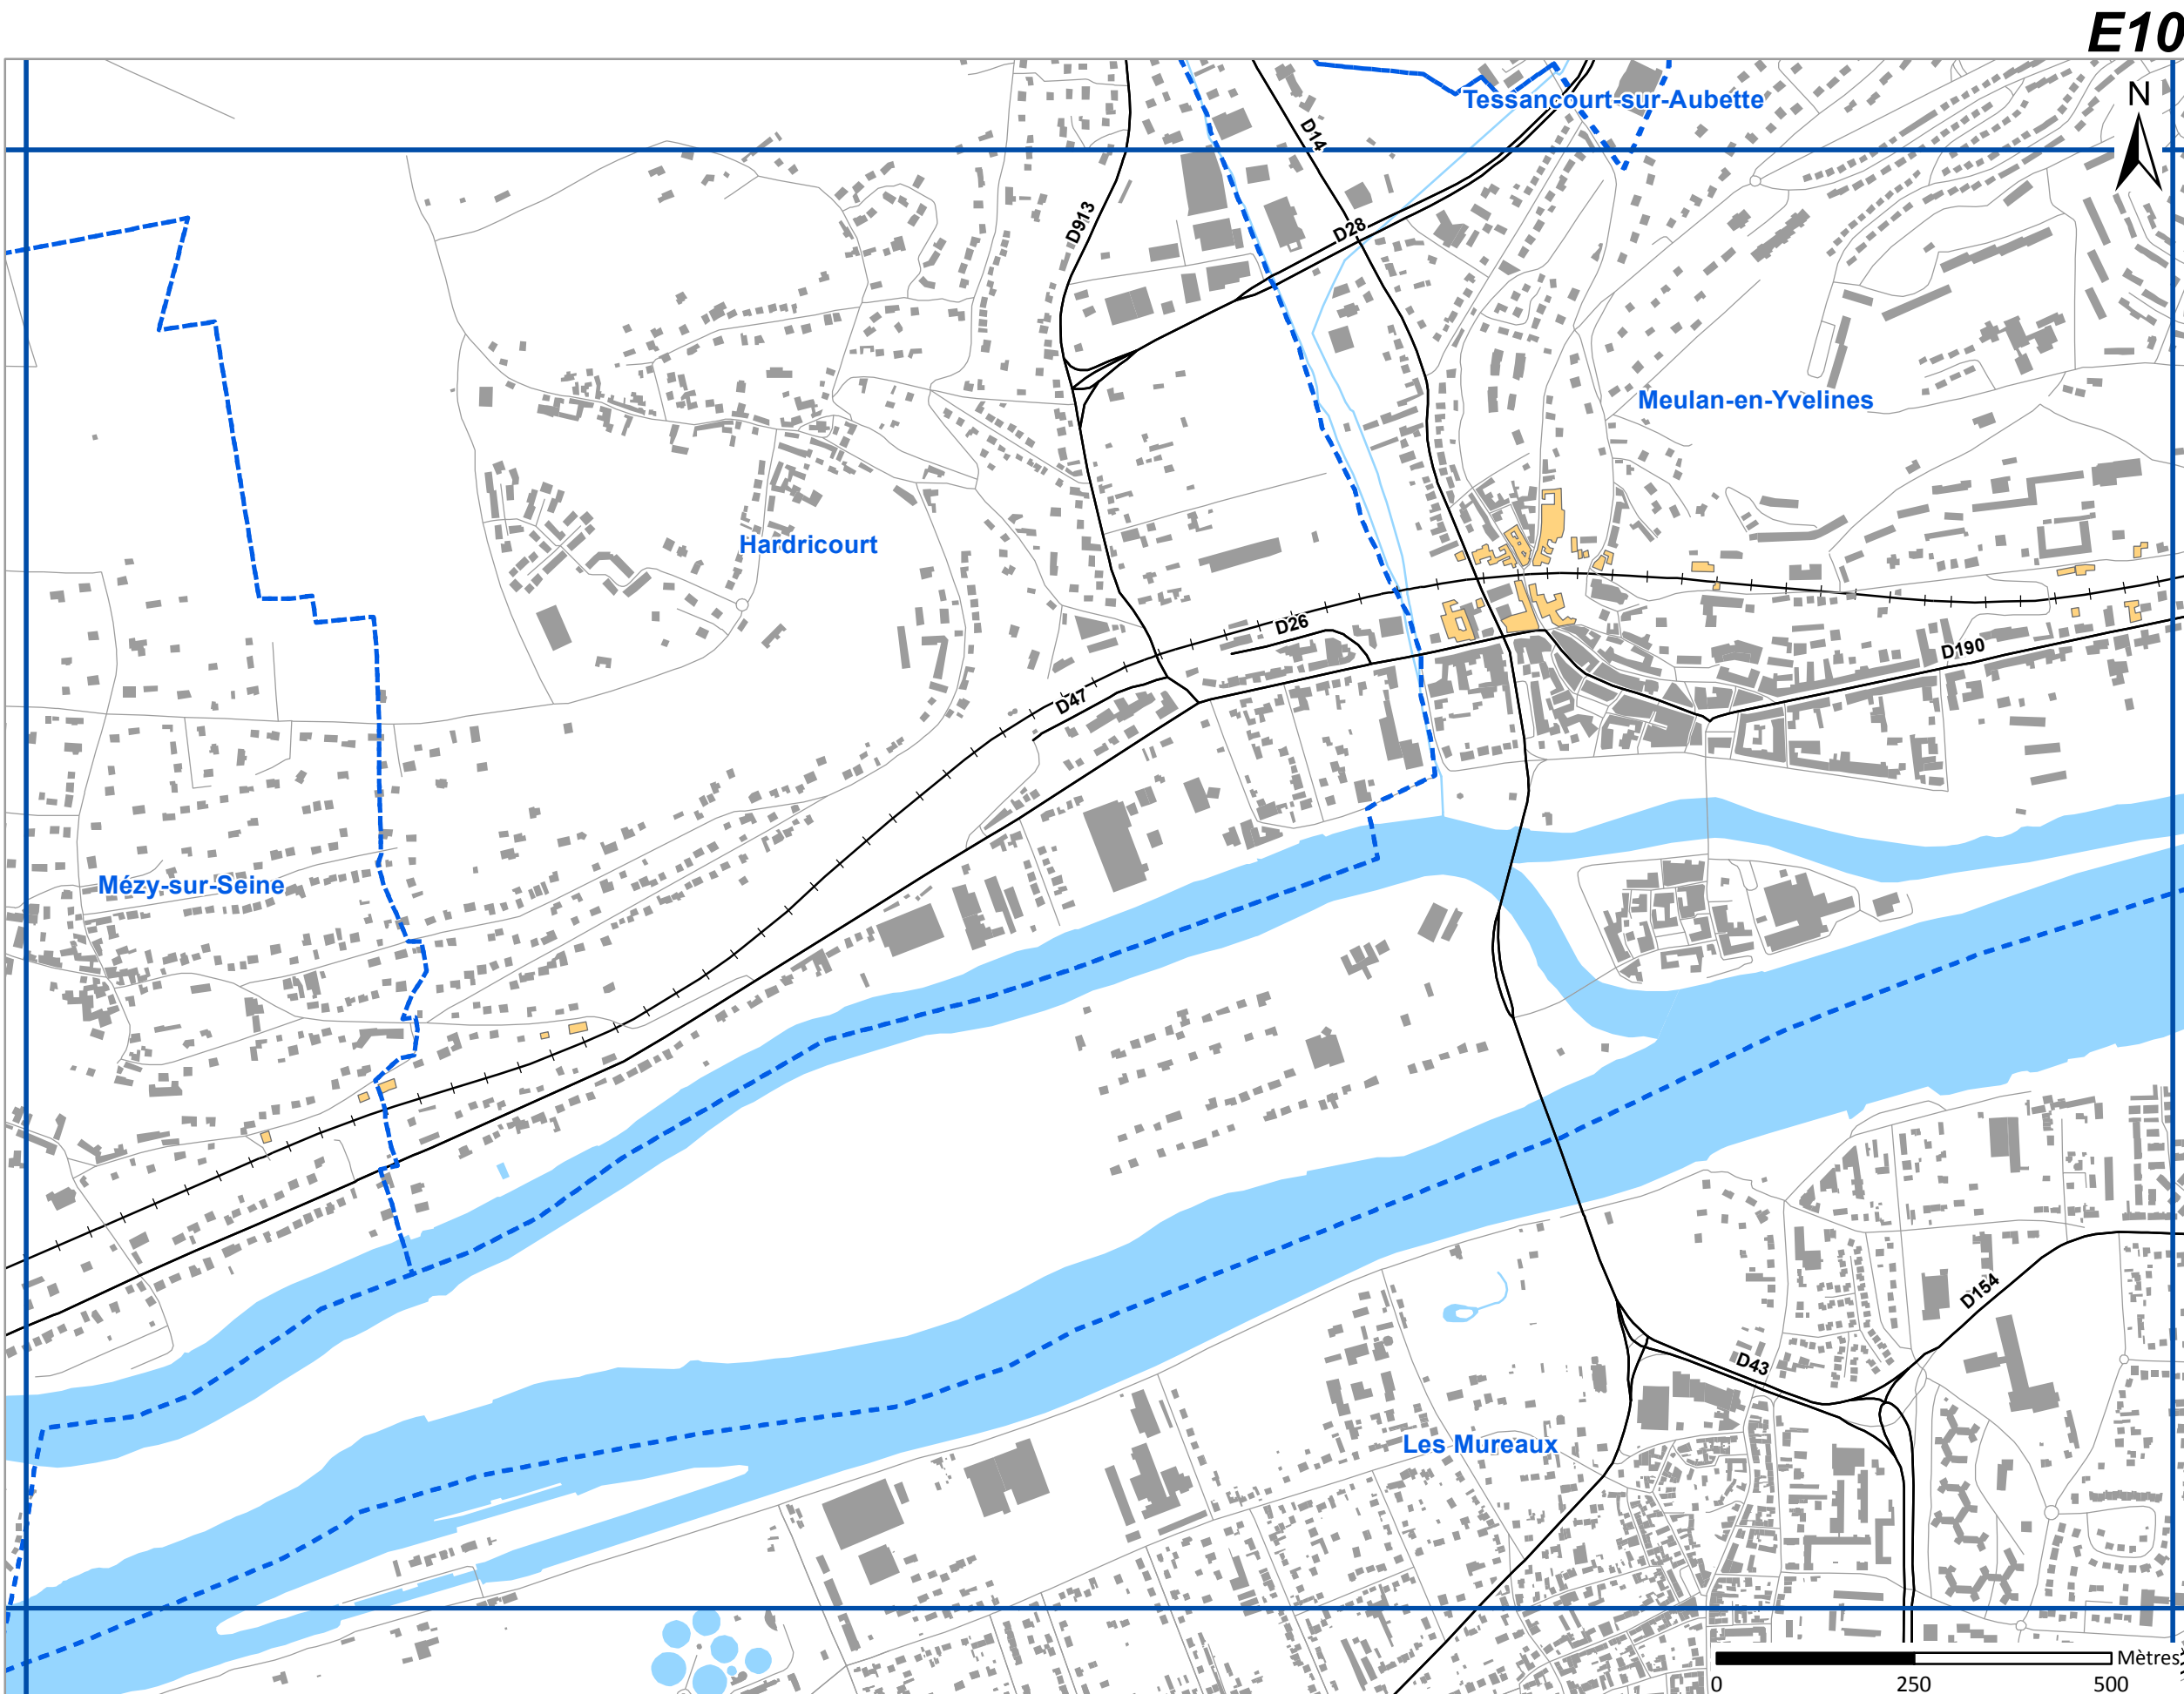 E10
Tessancourt-sur-Aubette
N
D14
D913
D28
Meulan-en-Yvelines
Hardricourt
D26
D190
D47
Mézy-sur-Seine
D154
D43
Les Mureaux
Mètres
0
250
500